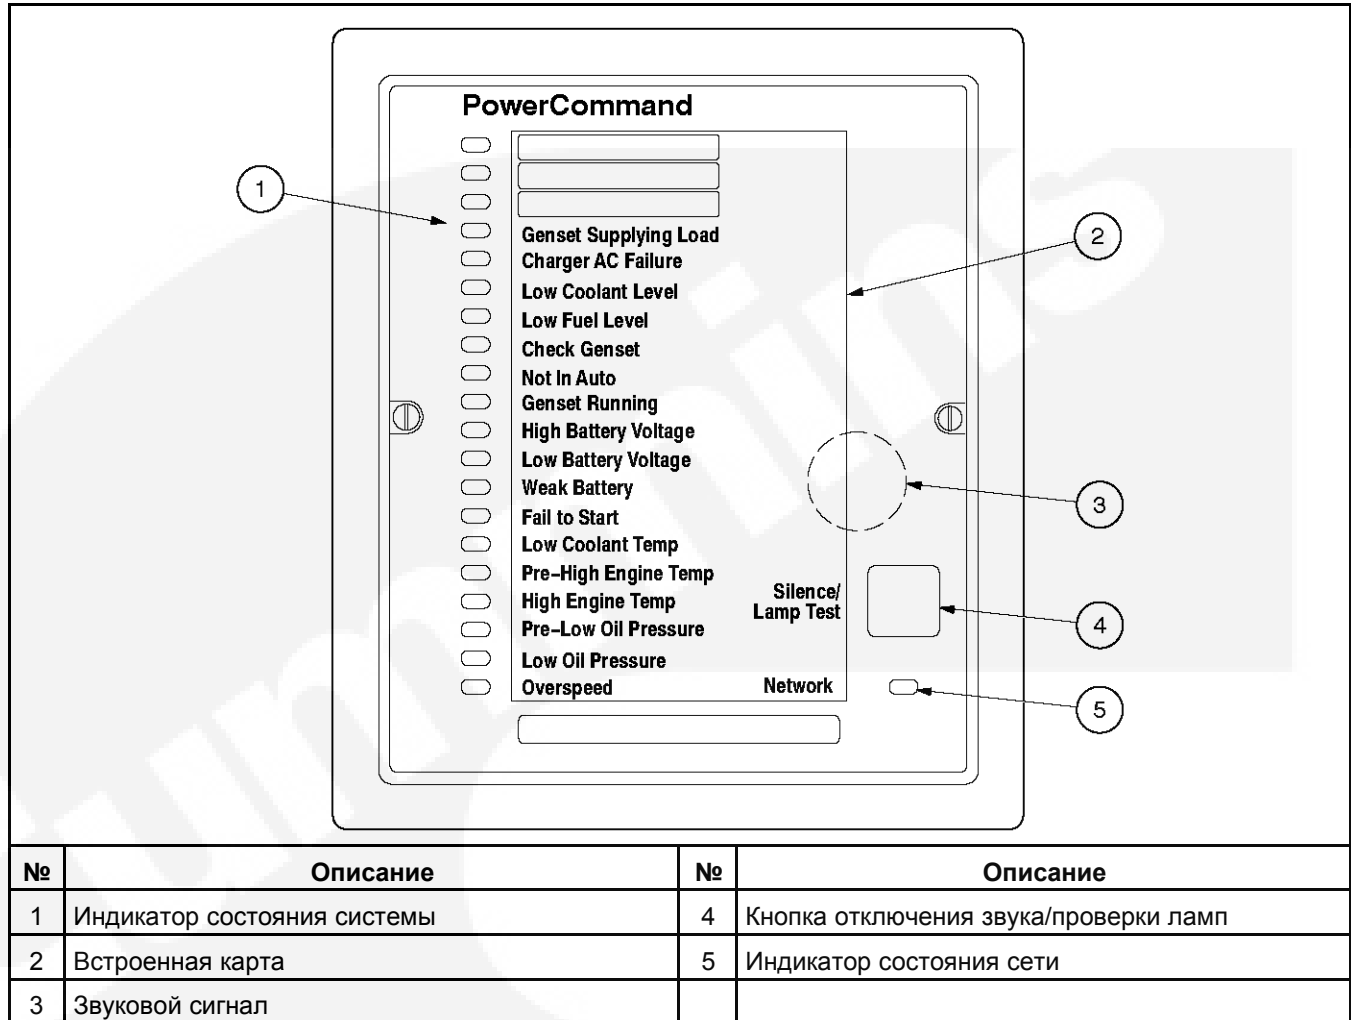 PowerCommand
1
Genset Supplying Load
2
Charger AC Failure
Low Coolant Level
Low Fuel Level
Check Genset
Not In Auto
Genset Running
High Battery Voltage
Low Battery Voltage
Weak Battery
3
Fail to Start
Low Coolant Temp
Pre-High Engine Temp
High Engine Temp
Silence/
Lamp Test
4
Pre-Low Oil Pressure
Low Oil Pressure
Overspeed
Network
5
cummins
№ Описание № Описание
1 Индикатор состояния системы 4 Кнопка отключения звука/проверки ламп
2 Встроенная карта 5 Индикатор состояния сети
3 Звуковой сигнал